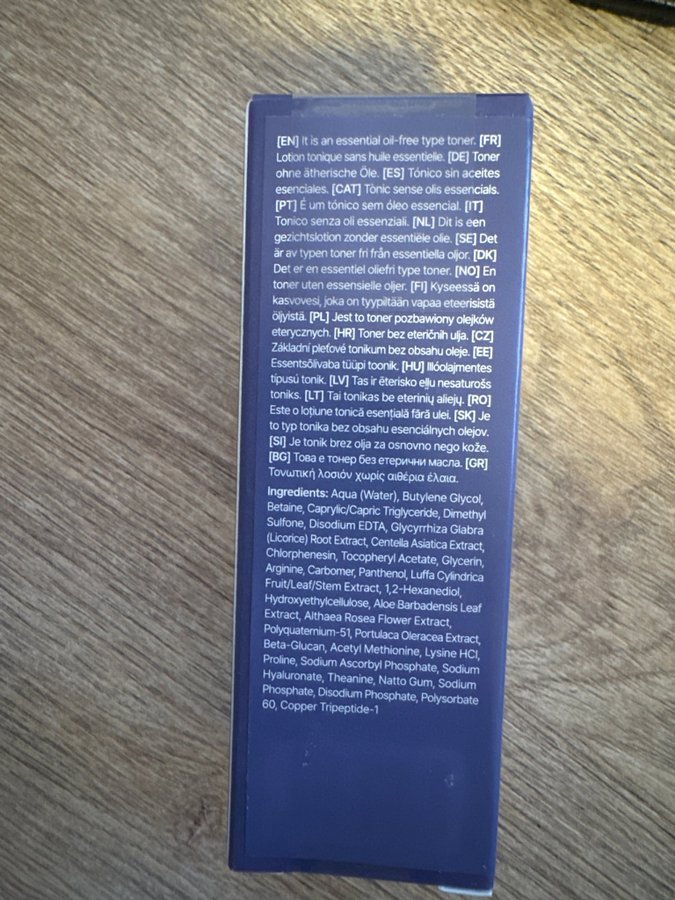 [EN] It is an essential oil-free type toner. [FR]
Lotion tonique sans huile essentielle. [DE] Toner
ohne ätherische Öle. [ES] Tónico sin aceites
esenciales. [CAT] Tònic sense olis essencials.
[PT] É um tónico sem óleo essencial. [IT]
Tonico senza oli essenziali. [NL] Dit is een
gezichtslotion zonder essentiële olie. [SE] Det
är av typen toner fri från essentiella oljor. [DK]
Det er en essentiel oliefri type toner. [NO] En
toner uten essensielle oljer. [FI] Kyseessä on
kasvovesi, joka on tyypiltään vapaa eteerisistä
öljyistä. [PL] Jest to toner pozbawiony olejków
eterycznych. [HR] Toner bez eteričnih ulja. [CZ]
Základní pleťové tonikum bez obsahu oleje. [EE]
Essentsõlivaba tüüpi toonik. [HU] Illóolajmentes
típusú tonik. [LV] Tas ir ēterisko eļļu nesaturošs
toniks. [LT] Tai tonikas be eterinių aliejų. [RO]
Este o loțiune tonică esențială fără ulei. [SK] Je
to typ tonika bez obsahu esenciálnych olejov.
[SI] Je tonik brez olja za osnovno nego kože.
[BG] Това е тонер без етерични масла. [GR]
Τονωτική λοσιόν χωρίς αιθέρια έλαια.
Ingredients: Aqua (Water), Butylene Glycol,
Betaine, Caprylic/Capric Triglyceride, Dimethyl
Sulfone, Disodium EDTA, Glycyrrhiza Glabra
(Licorice) Root Extract, Centella Asiatica Extract,
Chlorphenesin, Tocopheryl Acetate, Glycerin,
Arginine, Carbomer, Panthenol, Luffa Cylindrica
Fruit/Leaf/Stem Extract, 1,2-Hexanediol,
Hydroxyethylcellulose, Aloe Barbadensis Leaf
Extract, Althaea Rosea Flower Extract,
Polyquaternium-51, Portulaca Oleracea Extract,
Beta-Glucan, Acetyl Methionine, Lysine HCl,
Proline, Sodium Ascorbyl Phosphate, Sodium
Hyaluronate, Theanine, Natto Gum, Sodium
Phosphate, Disodium Phosphate, Polysorbate
60, Copper Tripeptide-1